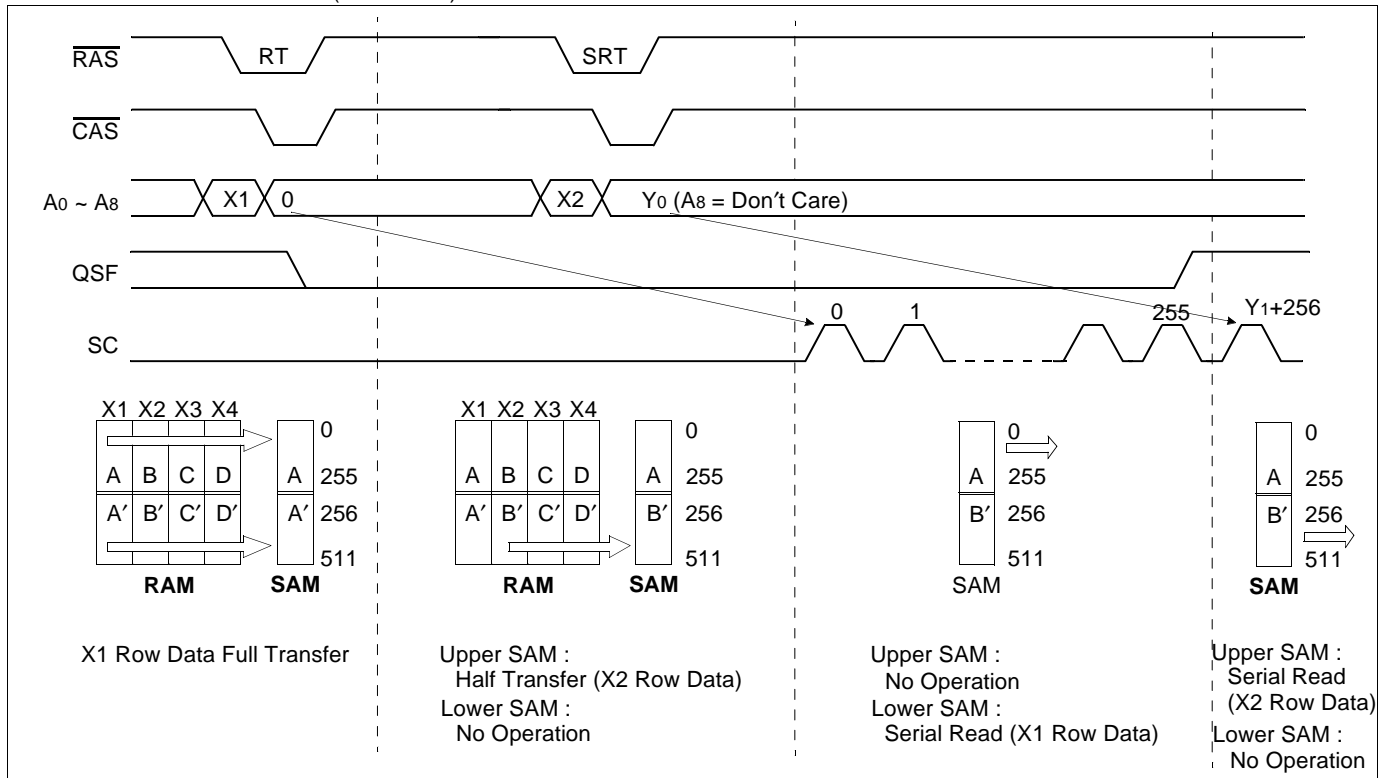 RAS RT SRT
CAS
A0 ~ A8 X1 0 X2 Y0 (A8 = Don′t Care)
QSF
0 1 255 Y1+256
SC
X1 X2 X3 X4 X1 X2 X3 X4
0 0 0 0
A B C D A 255 A B C D A 255 A 255 A 255
A′ B′ C′ D′ A′ 256 A′ B′ C′ D′ B′ 256 B′ 256 B′ 256
511 511 511 511
RAM SAM RAM SAM SAM SAM
X1 Row Data Full Transfer
Upper SAM :
Half Transfer (X2 Row Data)
Lower SAM :
No Operation
Upper SAM :
No Operation
Lower SAM :
Serial Read (X1 Row Data)
Upper SAM :
Serial Read
(X2 Row Data)
Lower SAM :
No Operation